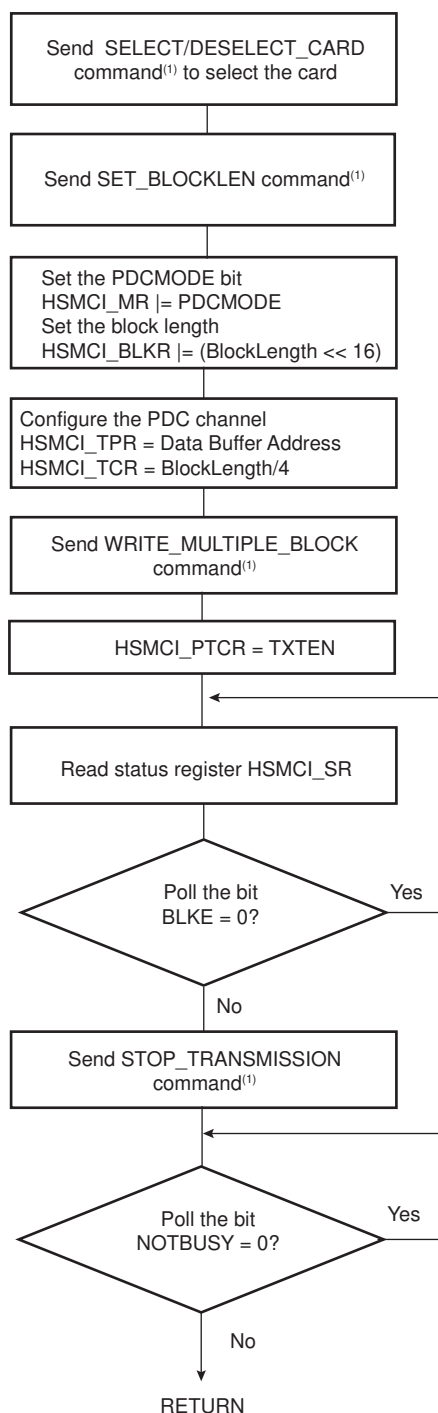 Send SELECT/DESELECT_CARD
command(1) to select the card
Send SET_BLOCKLEN command(1)
Set the PDCMODE bit
HSMCI_MR |= PDCMODE
Set the block length
HSMCI_BLKR |= (BlockLength << 16)
Configure the PDC channel
HSMCI_TPR = Data Buffer Address
HSMCI_TCR = BlockLength/4
Send WRITE_MULTIPLE_BLOCK
command(1)
HSMCI_PTCR = TXTEN
Read status register HSMCI_SR
Poll the bit
BLKE = 0?
Yes
No
Send STOP_TRANSMISSION
command(1)
Poll the bit
NOTBUSY = 0?
Yes
No
RETURN